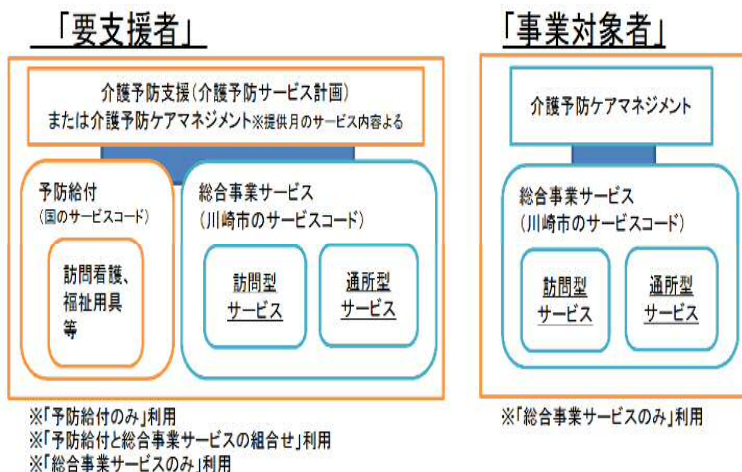 「要支援者」
介護予防支援(介護予防サービス計画)
または介護予防ケアマネジメント※提供月のサービス内容よる
予防給付
(国のサービスコード)
訪問看護、
福祉用具
等
総合事業サービス
(川崎市のサービスコード)
訪問型
サービス
通所型
サービス
※「予防給付のみ」利用
※「予防給付と総合事業サービスの組合せ」利用
※「総合事業サービスのみ」利用
「事業対象者」
介護予防ケアマネジメント
総合事業サービス
(川崎市のサービスコード)
訪問型
サービス
通所型
サービス
※「総合事業サービスのみ」利用